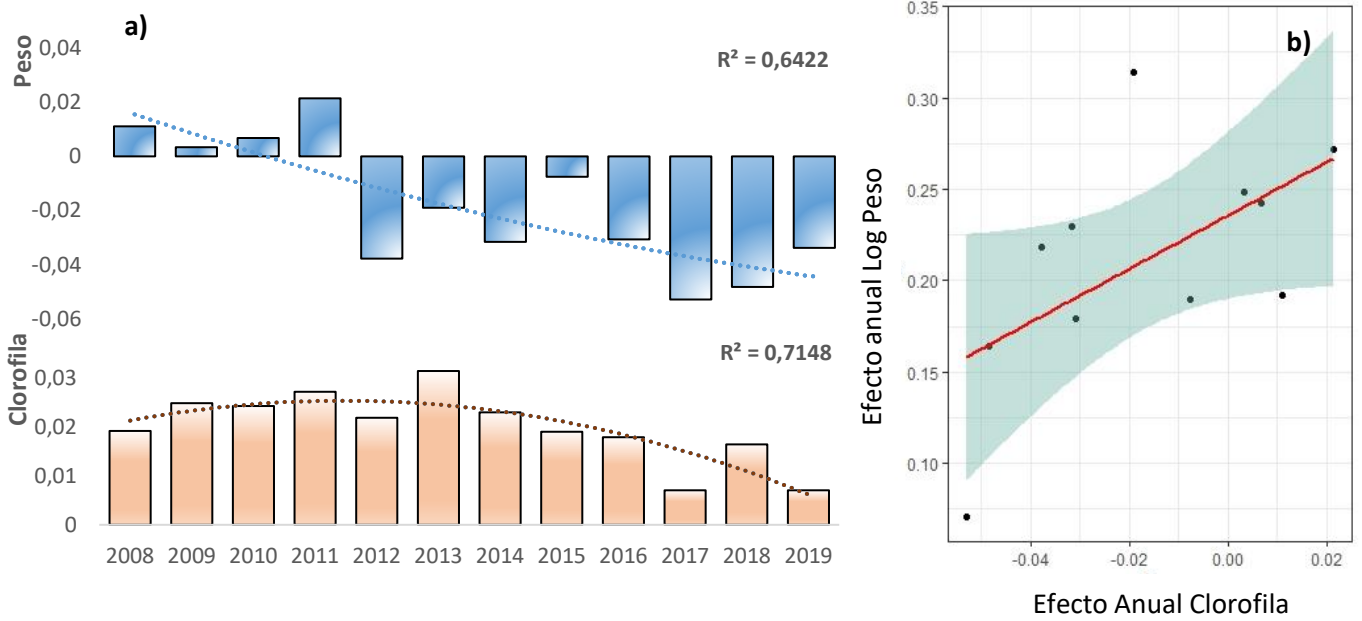 a)
Peso
0,04
0,02
0
-0,02
-0,04
-0,06
R² = 0,6422
Clorofila
0,03
0,02
0,01
0
R² = 0,7148
2008 2009 2010 2011 2012 2013 2014 2015 2016 2017 2018 2019
b)
Efecto anual Log Peso
0.35
0.30
0.25
0.20
0.15
0.10
-0.04 -0.02 0.00 0.02
Efecto Anual Clorofila